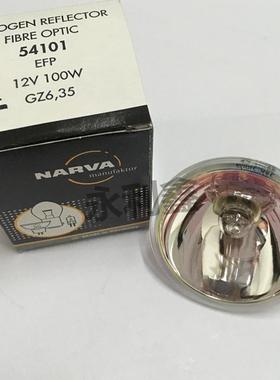 OGEN REFLECTOR
FIBRE OPTIC
54101
EFP
12V 100W
GZ6,35
NARVA
manufaktur